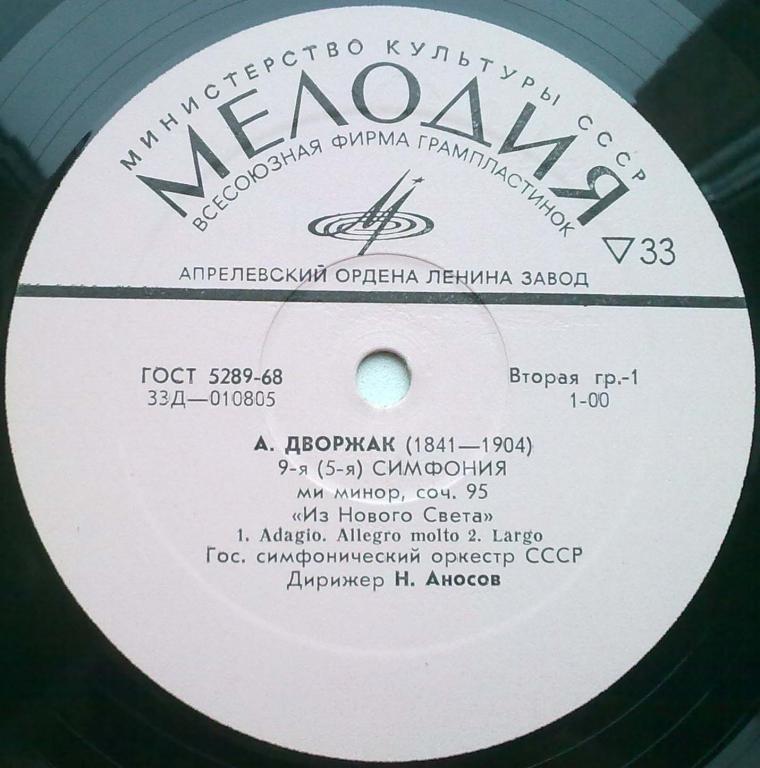 МИНИСТЕРСТВО КУЛЬТУРЫ СССР
МЕЛОДИЯ
ВСЕСОЮЗНАЯ ФИРМА ГРАМПЛАСТИНОК
▽33
АПРЕЛЕВСКИЙ ОРДЕНА ЛЕНИНА ЗАВОД
ГОСТ 5289-68
Вторая гр.-1
33Д—010805
1-00
А. ДВОРЖАК (1841—1904)
9-я (5-я) СИМФОНИЯ
ми минор, соч. 95
«Из Нового Света»
1. Adagio. Allegro molto 2. Largo
Гос. симфонический оркестр СССР
Дирижер Н. Аносов